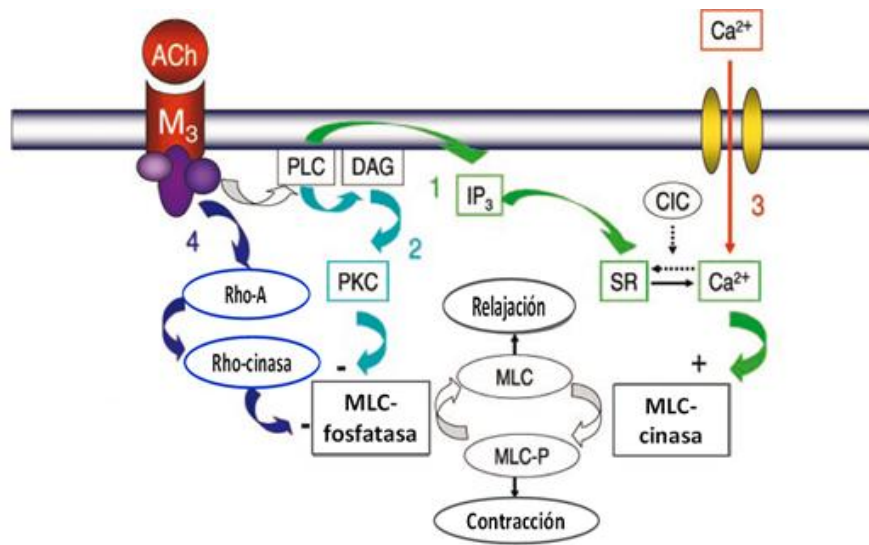 ACh
Ca²⁺
M₃
PLC
DAG
1
IP₃
CIC
3
4
2
Rho-A
PKC
SR
Ca²⁺
Relajación
Rho-cinasa
-
MLC
+
-
MLC-
fosfatasa
MLC-
cinasa
MLC-P
Contracción